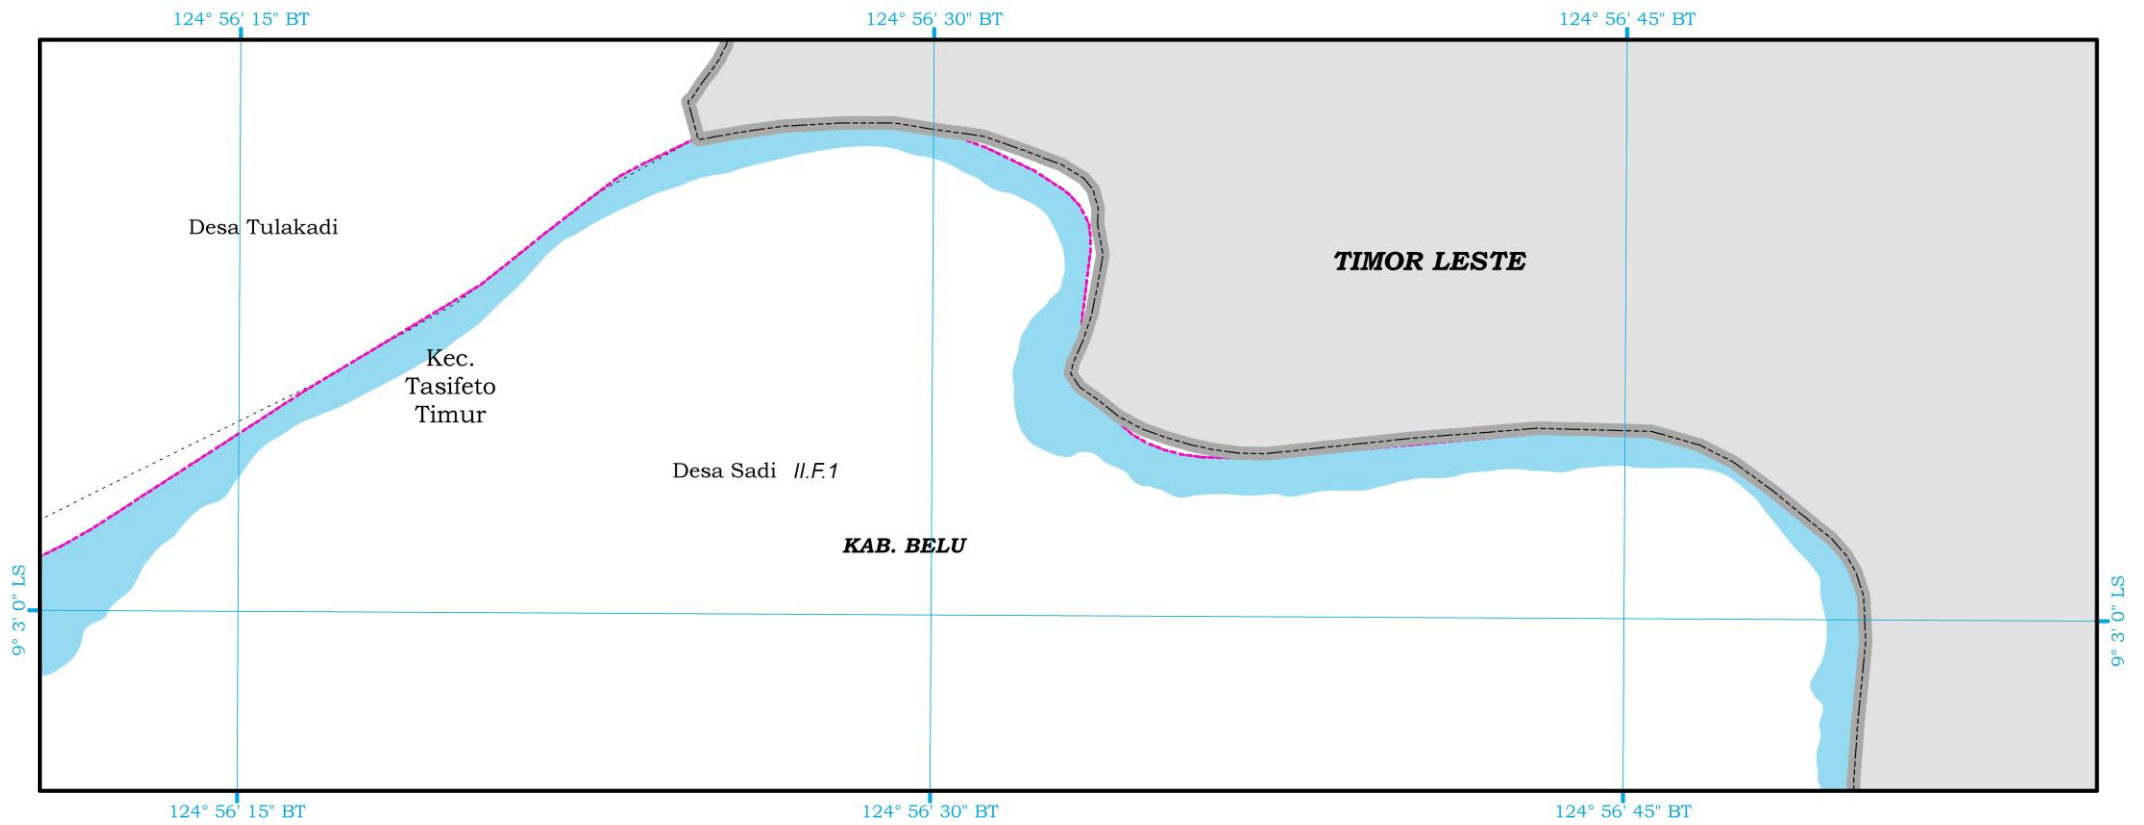 124° 56' 15" BT
124° 56' 30" BT
124° 56' 45" BT
Desa Tulakadi
TIMOR LESTE
Kec.
Tasifeto
Timur
Desa Sadi II.F.1
KAB. BELU
9° 3' 0" LS
9° 3' 0" LS
124° 56' 15" BT
124° 56' 30" BT
124° 56' 45" BT